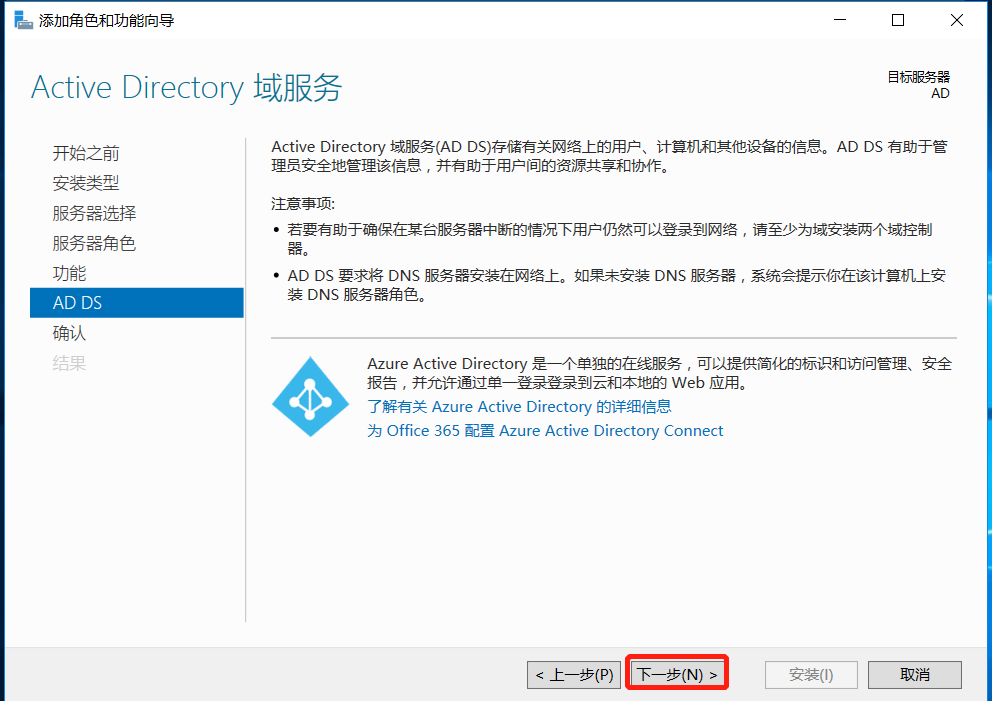 添加角色和功能向导
Active Directory 域服务
目标服务器
AD
开始之前
安装类型
服务器选择
服务器角色
功能
AD DS
确认
结果
Active Directory 域服务(AD DS)存储有关网络上的用户、计算机和其他设备的信息。AD DS 有助于管
理员安全地管理该信息，并有助于用户间的资源共享和协作。
注意事项:
• 若要有助于确保在某台服务器中断的情况下用户仍然可以登录到网络，请至少为域安装两个域控制
器。
• AD DS 要求将 DNS 服务器安装在网络上。如果未安装 DNS 服务器，系统会提示你在该计算机上安
装 DNS 服务器角色。
Azure Active Directory 是一个单独的在线服务，可以提供简化的标识和访问管理、安全
报告，并允许通过单一登录登录到云和本地的 Web 应用。
了解有关 Azure Active Directory 的详细信息
为 Office 365 配置 Azure Active Directory Connect
< 上一步(P)
下一步(N) >
安装(I)
取消